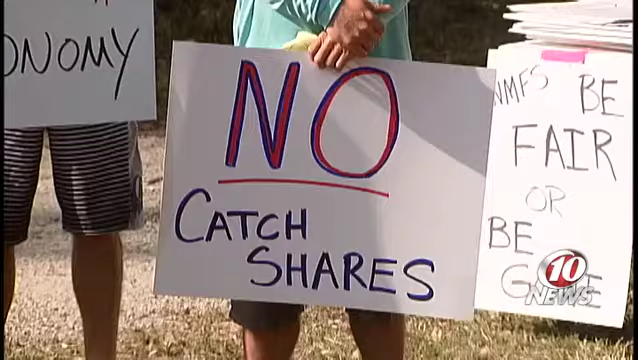 ONOMY
NO
CATCH
SHARES
NMFS
BE
FAIR
OR
BE
10
NEWS